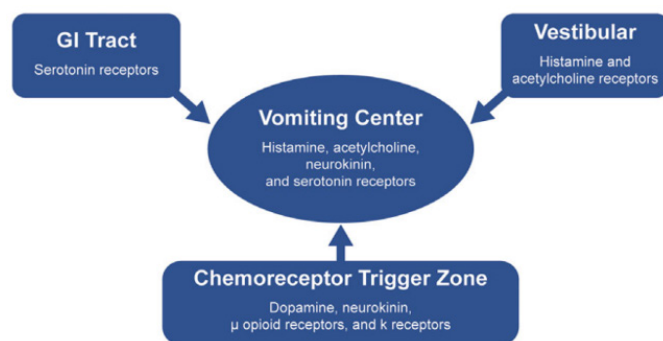 GI Tract
Serotonin receptors
Vestibular
Histamine and
acetylcholine receptors
Vomiting Center
Histamine, acetylcholine,
neurokinin,
and serotonin receptors
Chemoreceptor Trigger Zone
Dopamine, neurokinin,
μ opioid receptors, and k receptors